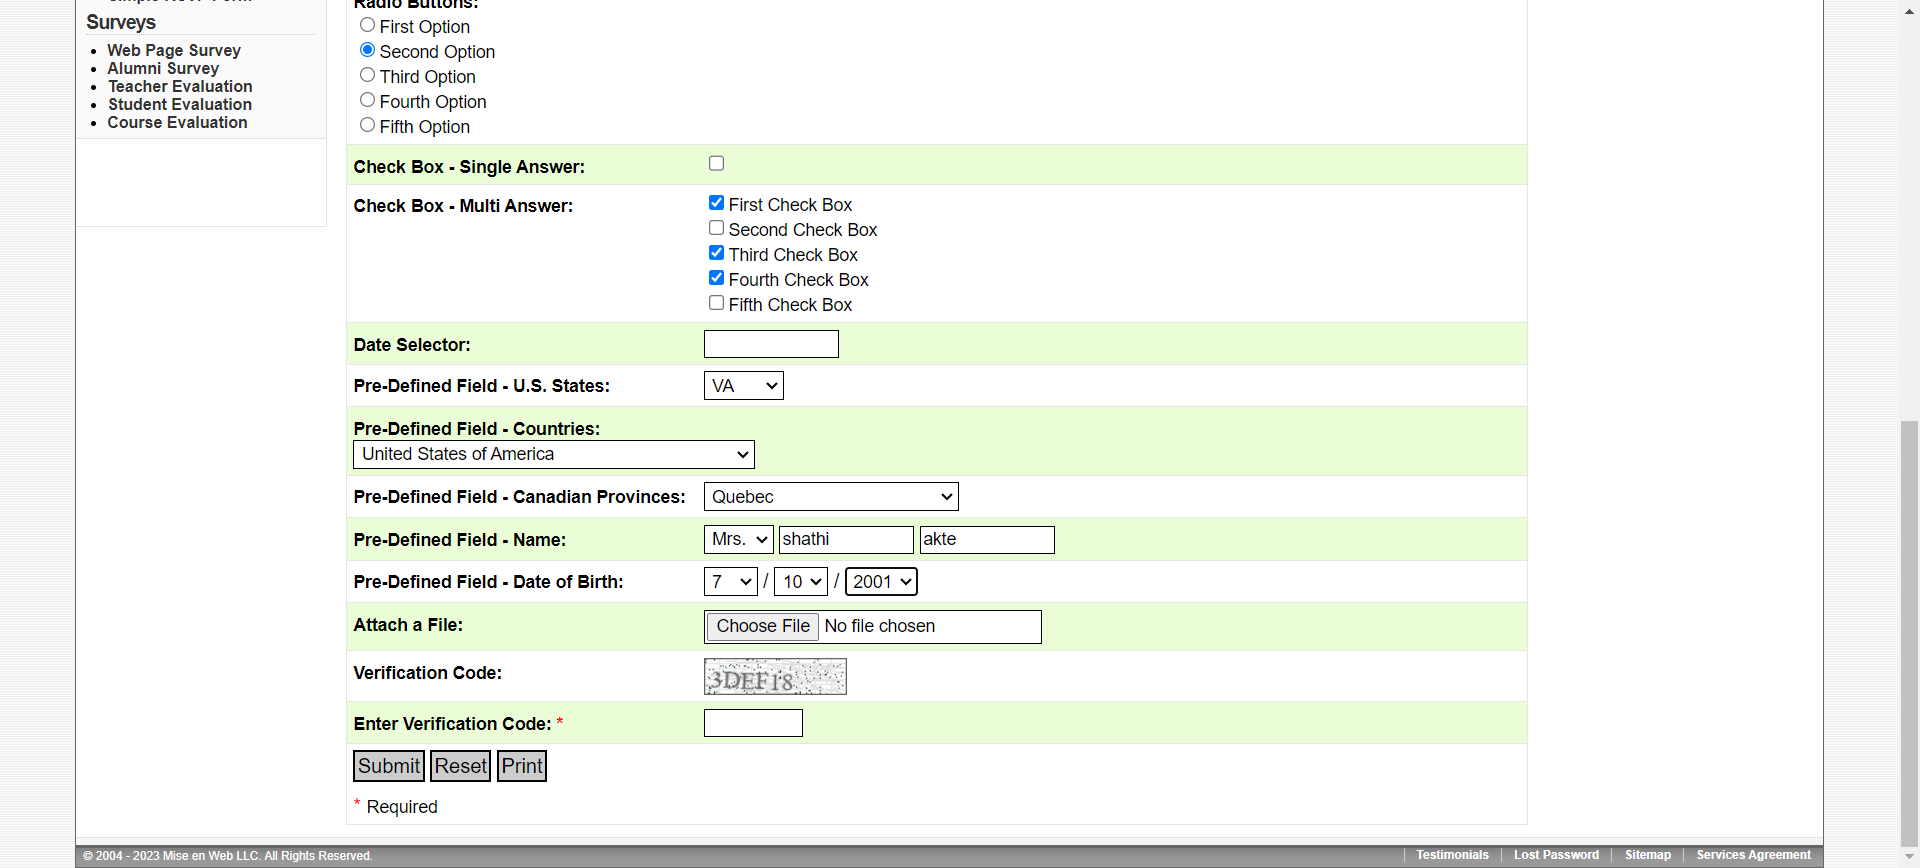 Surveys
Web Page Survey
Alumni Survey
Teacher Evaluation
Student Evaluation
Course Evaluation
Radio Buttons:
First Option
Second Option
Third Option
Fourth Option
Fifth Option
Check Box - Single Answer:
Check Box - Multi Answer:
First Check Box
Second Check Box
Third Check Box
Fourth Check Box
Fifth Check Box
Date Selector:
Pre-Defined Field - U.S. States: VA
Pre-Defined Field - Countries:
United States of America
Pre-Defined Field - Canadian Provinces: Quebec
Pre-Defined Field - Name: Mrs. shathi akte
Pre-Defined Field - Date of Birth: 7 / 10 / 2001
Attach a File: Choose File No file chosen
Verification Code: 3DEF18
Enter Verification Code: *
Submit Reset Print
* Required
© 2004 - 2023 Mise en Web LLC. All Rights Reserved. Testimonials Lost Password Sitemap Services Agreement